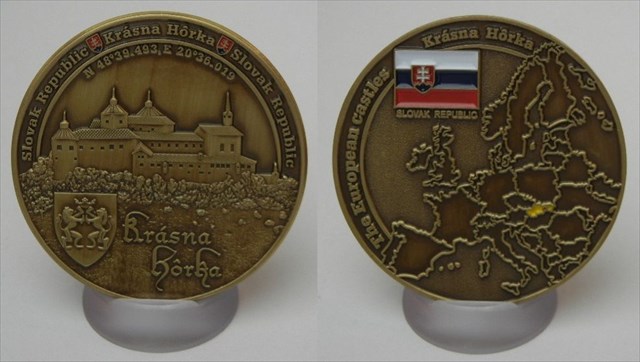 Slovak Republic Krásna Hôrka Slovak Republic
N 48°39.493, E 20°36.019
Krásna
Hôrka
The European castles Krásna Hôrka
SLOVAK REPUBLIC